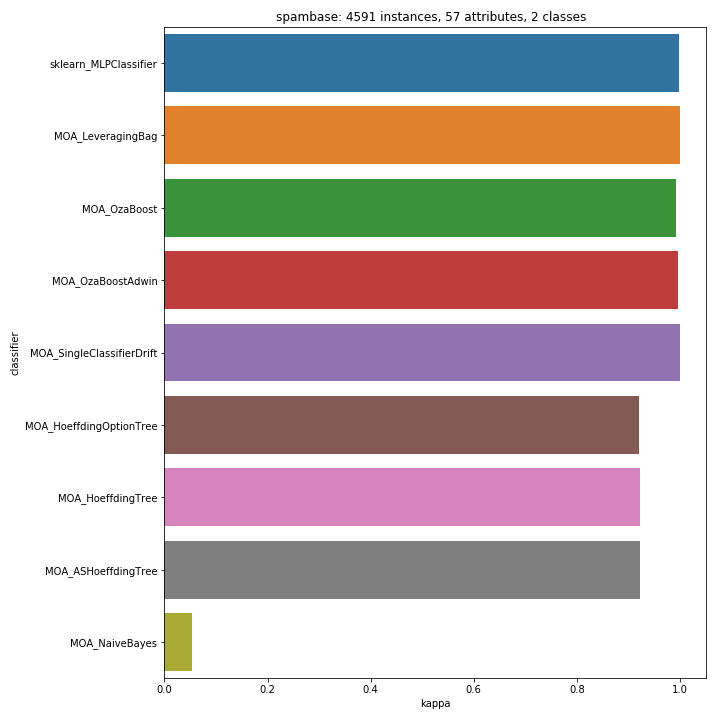 spambase: 4591 instances, 57 attributes, 2 classes
classifier
sklearn_MLPClassifier
MOA_LeveragingBag
MOA_OzaBoost
MOA_OzaBoostAdwin
MOA_SingleClassifierDrift
MOA_HoeffdingOptionTree
MOA_HoeffdingTree
MOA_ASHoeffdingTree
MOA_NaiveBayes
0.0 0.2 0.4 0.6 0.8 1.0
kappa